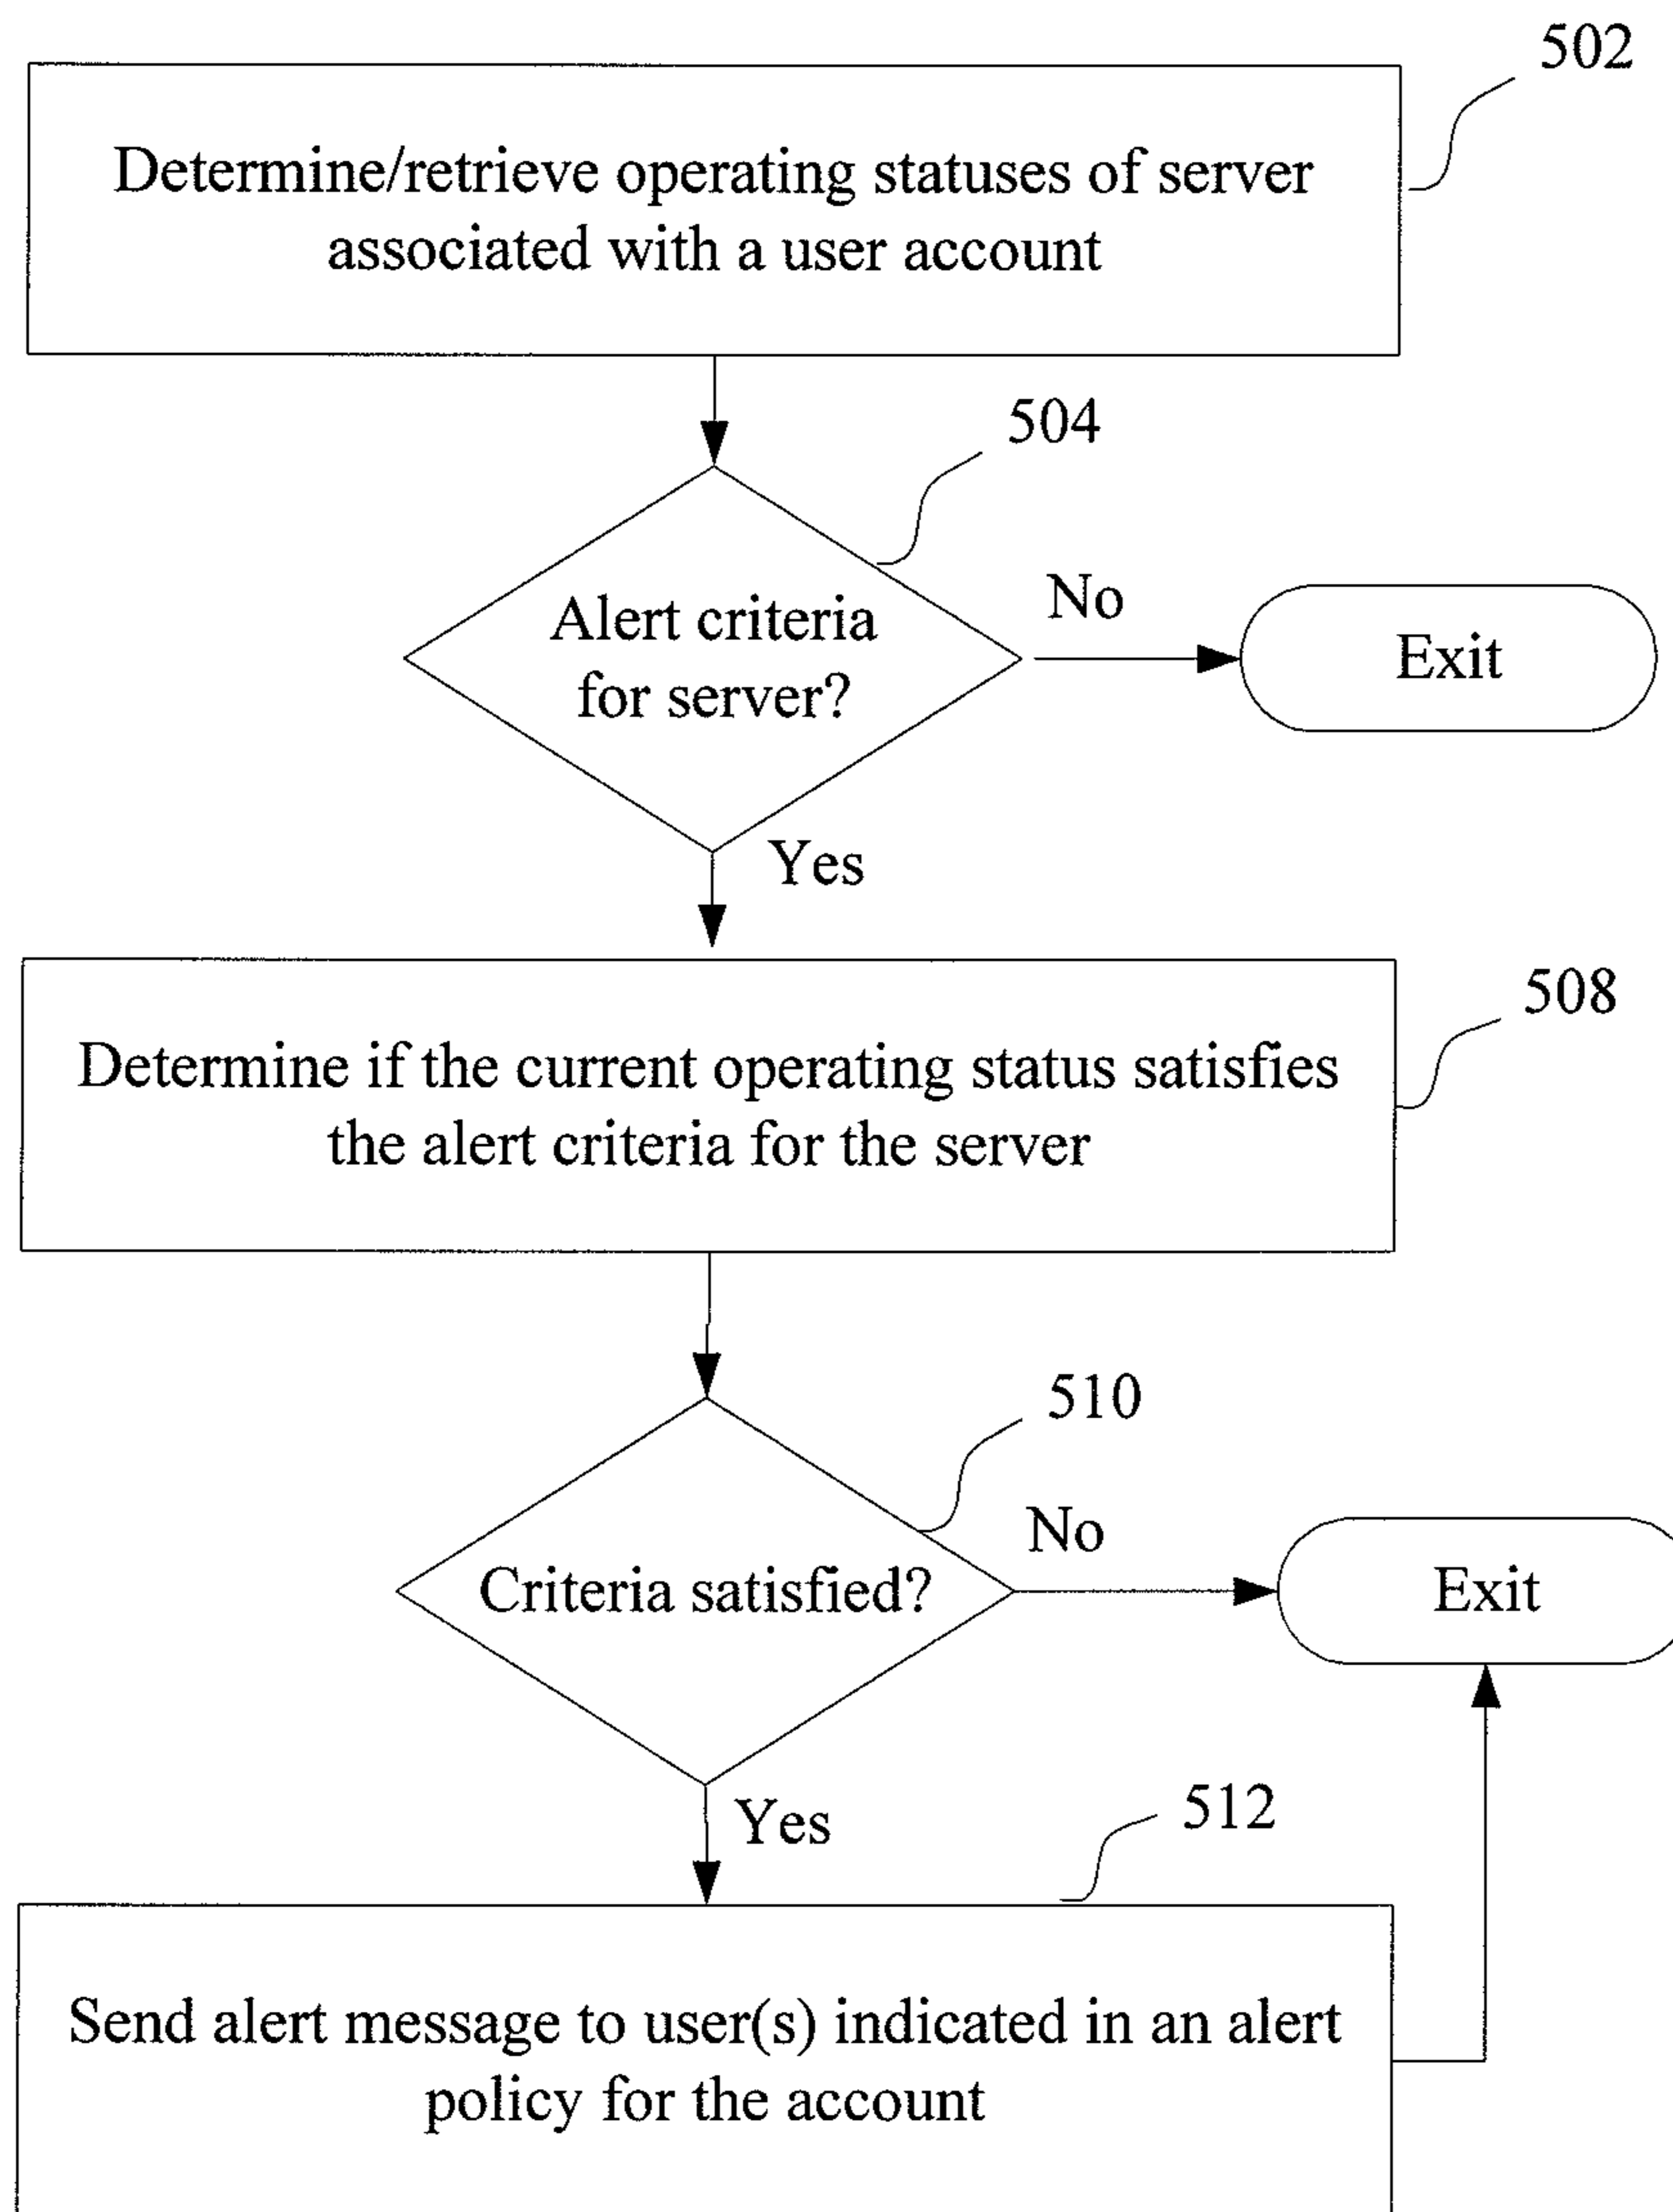 502
Determine/retrieve operating statuses of server
associated with a user account
504
Alert criteria
for server?
No
Exit
Yes
508
Determine if the current operating status satisfies
the alert criteria for the server
510
Criteria satisfied?
No
Exit
Yes
512
Send alert message to user(s) indicated in an alert
policy for the account